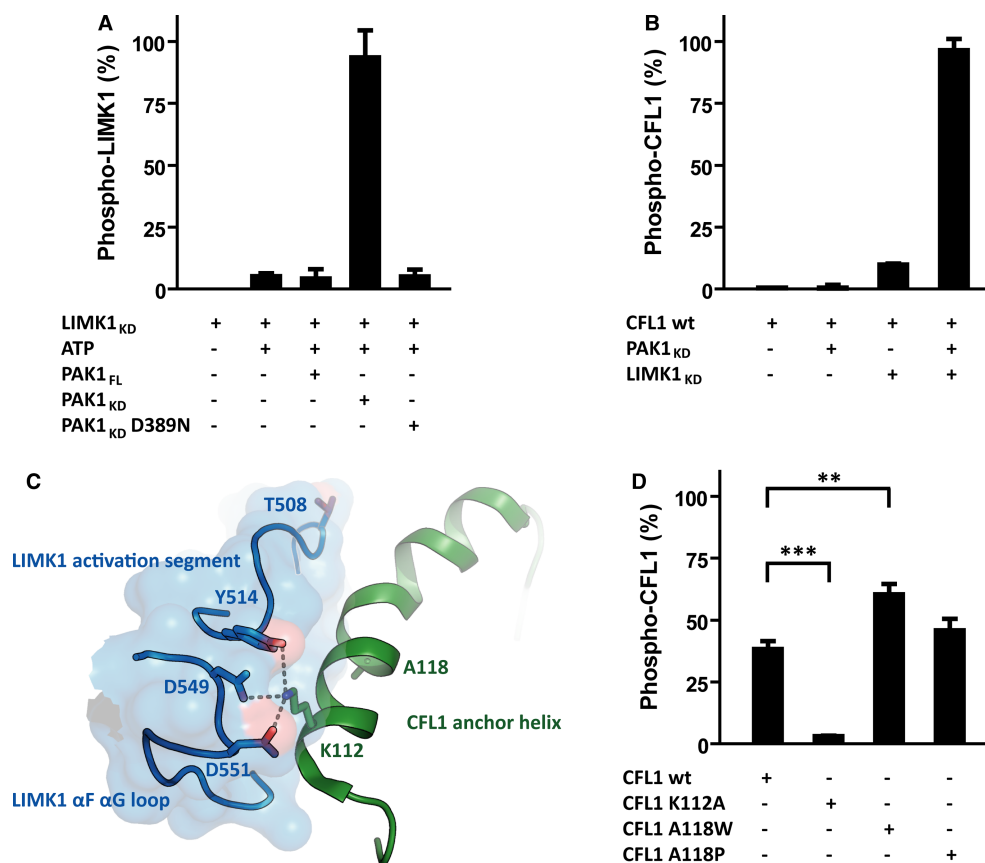 A
Phospho-LIMK1 (%)
100
75
50
25
0
LIMK1KD + + + + +
ATP - + + + +
PAK1FL - - + - -
PAK1KD - - - + -
PAK1KD D389N - - - - +
B
Phospho-CFL1 (%)
100
75
50
25
0
CFL1 wt + + + +
PAK1KD - + - +
LIMK1KD - - + +
C
T508
LIMK1 activation segment
Y514
A118
D549
CFL1 anchor helix
K112
D551
LIMK1 αF αG loop
D
Phospho-CFL1 (%)
100
75
50
25
0
**
***
CFL1 wt + - - -
CFL1 K112A - + - -
CFL1 A118W - - + -
CFL1 A118P - - - +